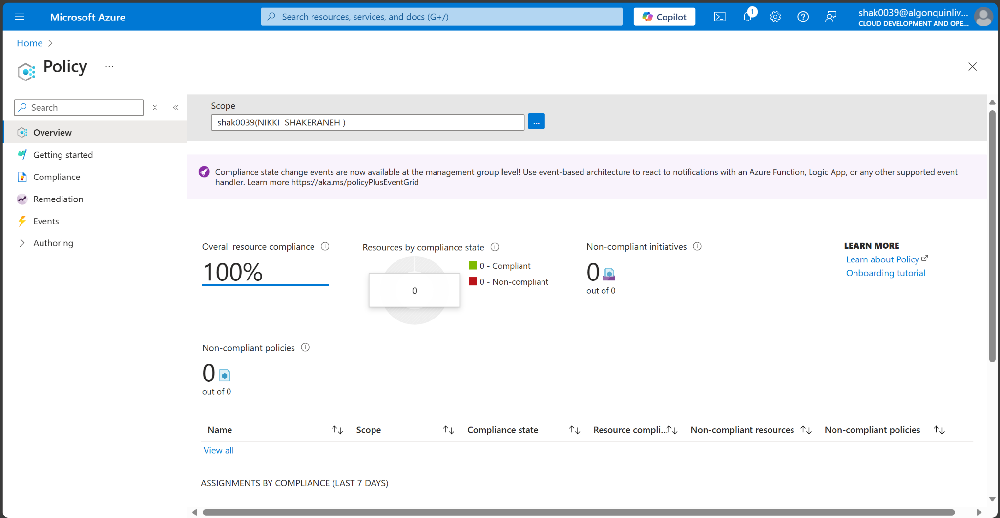 Microsoft Azure
Search resources, services, and docs (G+/)
Copilot
1
shak0039@algonquinliv...
CLOUD DEVELOPMENT AND OPE...
Home
Policy
...
Search
Overview
Getting started
Compliance
Remediation
Events
Authoring
Scope
shak0039(NIKKI  SHAKERANEH )
...
Compliance state change events are now available at the management group level! Use event-based architecture to react to notifications with an Azure Function, Logic App, or any other supported event
handler. Learn more https://aka.ms/policyPlusEventGrid
Overall resource compliance
100%
Resources by compliance state
0
0 - Compliant
0 - Non-compliant
Non-compliant initiatives
0
out of 0
LEARN MORE
Learn about Policy
Onboarding tutorial
Non-compliant policies
0
out of 0
Name Scope Compliance state Resource compli... Non-compliant resources Non-compliant policies
View all
ASSIGNMENTS BY COMPLIANCE (LAST 7 DAYS)